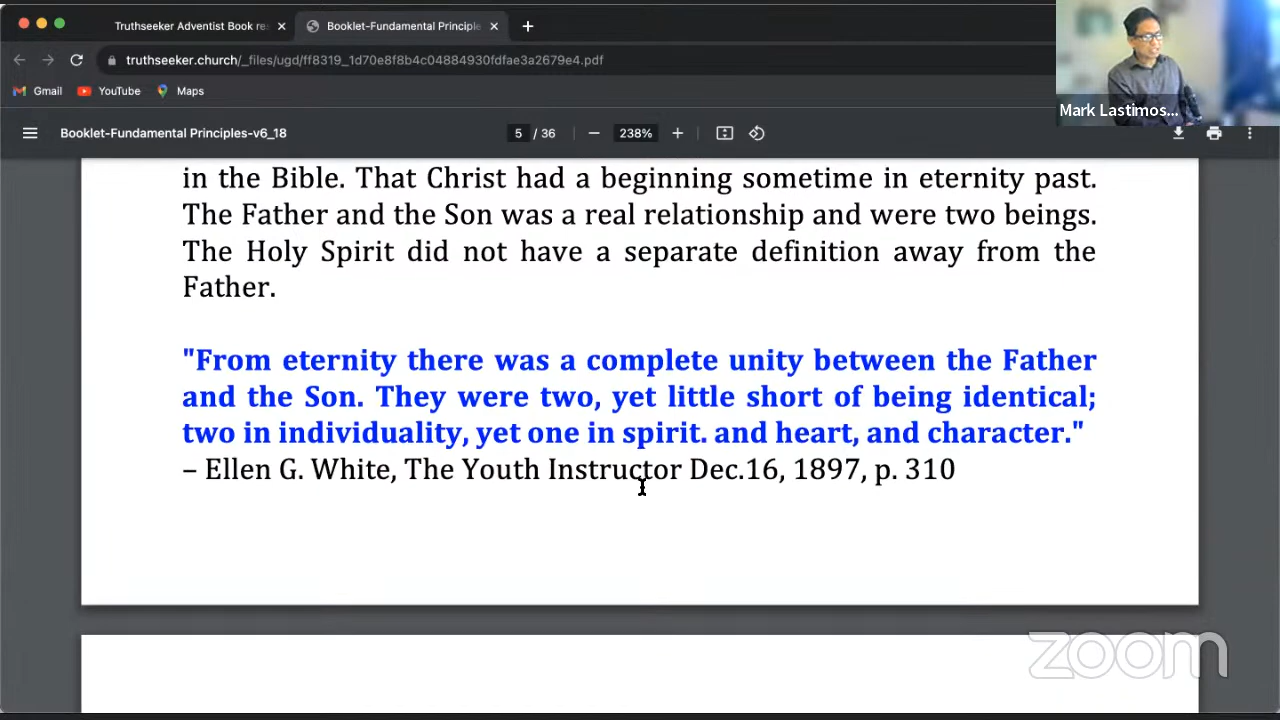 Truthseeker Adventist Book re
Booklet-Fundamental Principle
truthseeker.church/_files/ugd/ff8319_1d70e8f8b4c04884930fdfae3a2679e4.pdf
Gmail YouTube Maps
Mark Lastimos...
Booklet-Fundamental Principles-v6_18
5 / 36 238%
in the Bible. That Christ had a beginning sometime in eternity past.
The Father and the Son was a real relationship and were two beings.
The Holy Spirit did not have a separate definition away from the
Father.
"From eternity there was a complete unity between the Father
and the Son. They were two, yet little short of being identical;
two in individuality, yet one in spirit. and heart, and character."
– Ellen G. White, The Youth Instructor Dec.16, 1897, p. 310
zoom